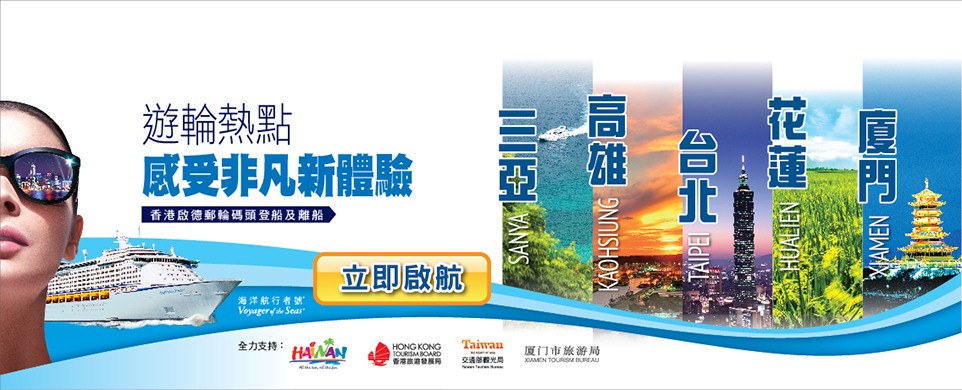 遊輪熱點
感受非凡新體驗
香港啟德郵輪碼頭登船及離船
立即啟航
海洋航行者號
Voyager of the Seas
三亞
SANYA
高雄
KAOHSIUNG
台北
TAIPEI
花蓮
HUALIEN
廈門
XIAMEN
全力支持：
HAINAN
HONG KONG
TOURISM BOARD
香港旅遊發展局
Taiwan
THE HEART OF ASIA
交通部觀光局
Taiwan Tourism Bureau
厦门市旅游局
XIAMEN TOURISM BUREAU